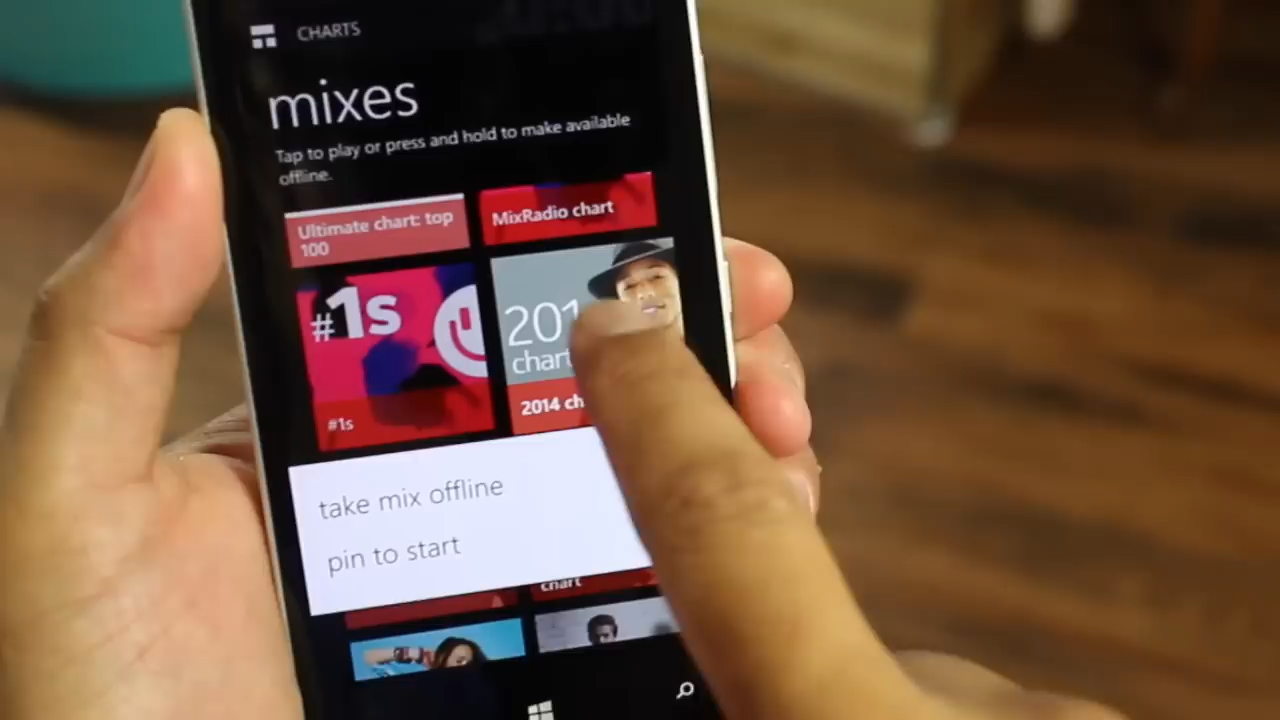 CHARTS
mixes
Tap to play or press and hold to make available
offline.
Ultimate chart: top
100
MixRadio chart
#1s
201
chart
#1s
2014 ch
take mix offline
pin to start
chart